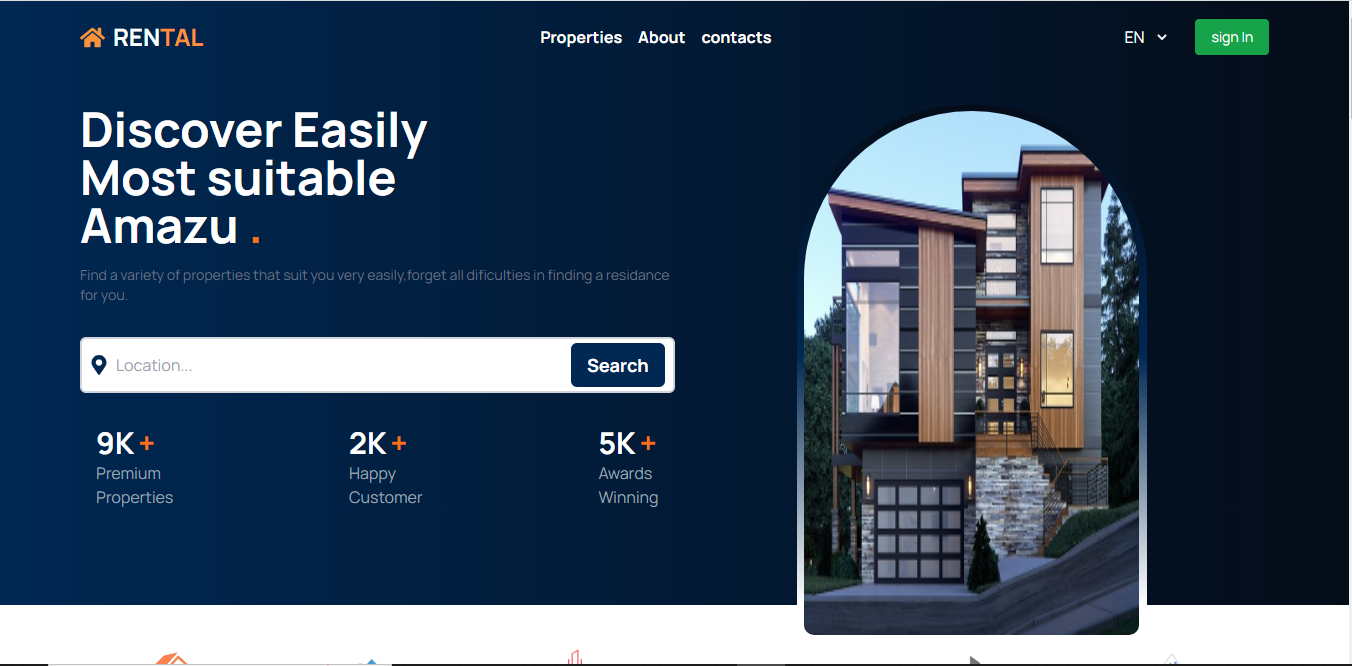 RENTAL
Properties About contacts
EN
sign In
Discover Easily
Most suitable
Amazu .
Find a variety of properties that suit you very easily,forget all dificulties in finding a residance
for you.
Location...
Search
9K +
Premium
Properties
2K +
Happy
Customer
5K +
Awards
Winning